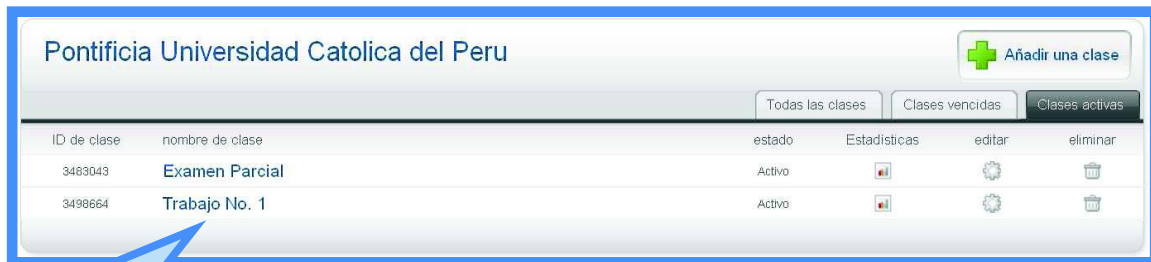 Pontificia Universidad Catolica del Peru
Añadir una clase
Todas las clases Clases vencidas Clases activas
ID de clase nombre de clase estado Estadísticas editar eliminar
3483043 Examen Parcial Activo
3498664 Trabajo No. 1 Activo